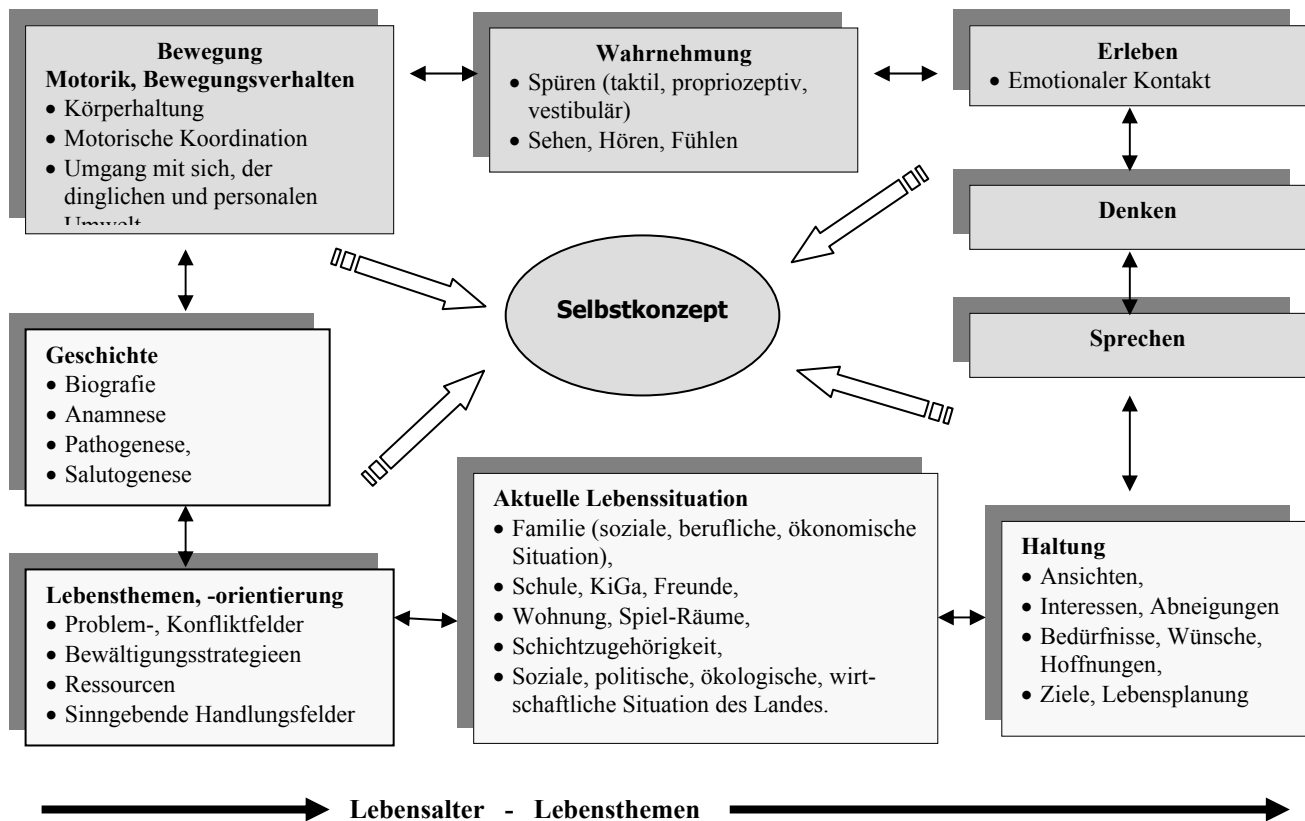 Bewegung
Motorik, Bewegungsverhalten
• Körperhaltung
• Motorische Koordination
• Umgang mit sich, der
dinglichen und personalen
Umwelt
Wahrnehmung
• Spüren (taktil, propriozeptiv,
vestibulär)
• Sehen, Hören, Fühlen
Erleben
• Emotionaler Kontakt
Denken
Sprechen
Selbstkonzept
Geschichte
• Biografie
• Anamnese
• Pathogenese,
• Salutogenese
Lebensthemen, -orientierung
• Problem-, Konfliktfelder
• Bewältigungsstrategieen
• Ressourcen
• Sinngebende Handlungsfelder
Aktuelle Lebenssituation
• Familie (soziale, berufliche, ökonomische
Situation),
• Schule, KiGa, Freunde,
• Wohnung, Spiel-Räume,
• Schichtzugehörigkeit,
• Soziale, politische, ökologische, wirt-
schaftliche Situation des Landes.
Haltung
• Ansichten,
• Interessen, Abneigungen
• Bedürfnisse, Wünsche,
Hoffnungen,
• Ziele, Lebensplanung
Lebensalter - Lebensthemen